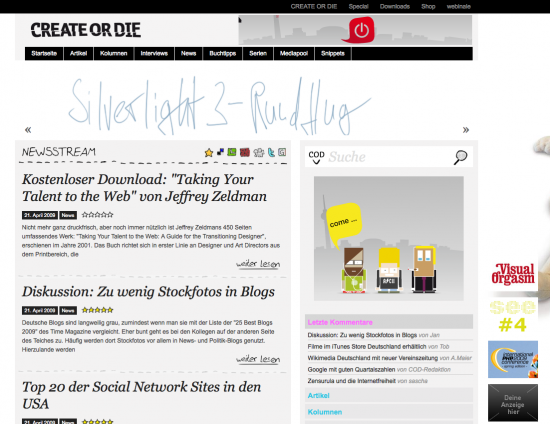 CREATE OR DIE Special Downloads Shop webinale
CREATE OR DIE
Startseite Artikel Kolumnen Interviews News Buchtipps Serien Mediapool Snippets
Silverlight 3 - Rundflug
« »
NEWSSTREAM
COD Suche
Kostenloser Download: "Taking Your
Talent to the Web" von Jeffrey Zeldman
21. April 2009 News
Nicht mehr ganz druckfrisch, aber noch immer nützlich ist Jeffrey Zeldmans 450 Seiten
umfassendes Werk: "Taking Your Talent to the Web: A Guide for the Transitioning Designer",
erschienen im Jahre 2001. Das Buch richtet sich in erster Linie an Designer und Art Directors aus
dem Printbereich, die
weiter lesen
Diskussion: Zu wenig Stockfotos in Blogs
21. April 2009 News
Deutsche Blogs sind langweilig grau, zumindest wenn man sie mit der Liste der "25 Best Blogs
2009" des Time Magazine vergleicht. Eher bunt geht es bei den Kollegen auf der anderen Seite
des Teiches zu. Häufig werden dort Stockfotos vor allem in News- und Politik-Blogs genutzt.
Hierzulande werden
weiter lesen
Top 20 der Social Network Sites in den
USA
21. April 2009 News
come ...
Letzte Kommentare
Diskussion: Zu wenig Stockfotos in Blogs von Jan
Filme im iTunes Store Deutschland erhältlich von Tob
Wikimedia Deutschland mit neuer Vereinszeitung von A.Meier
Google mit guten Quartalszahlen von COD-Redaktion
Zensursula und die Internetfreiheit von sascha
Artikel
Kolumnen
Visual
Orgasm
see
#4
international
PHP2009
conference
spring edition
Deine
Anzeige
hier